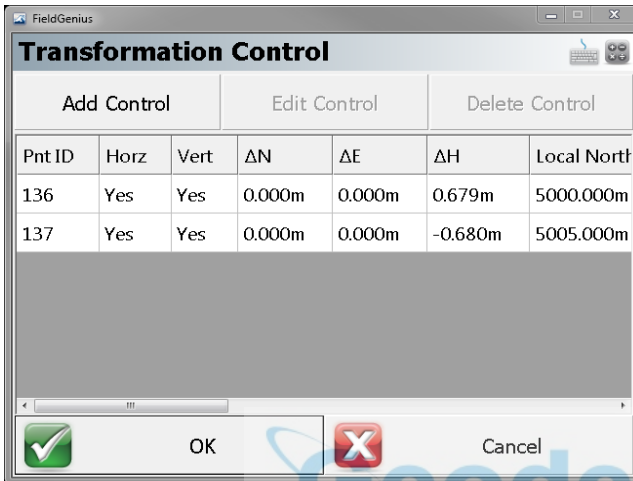 FieldGenius
Transformation Control
Add Control Edit Control Delete Control
Pnt ID Horz Vert ΔN ΔE ΔH Local North
136 Yes Yes 0.000m 0.000m 0.679m 5000.000m
137 Yes Yes 0.000m 0.000m -0.680m 5005.000m
OK Cancel